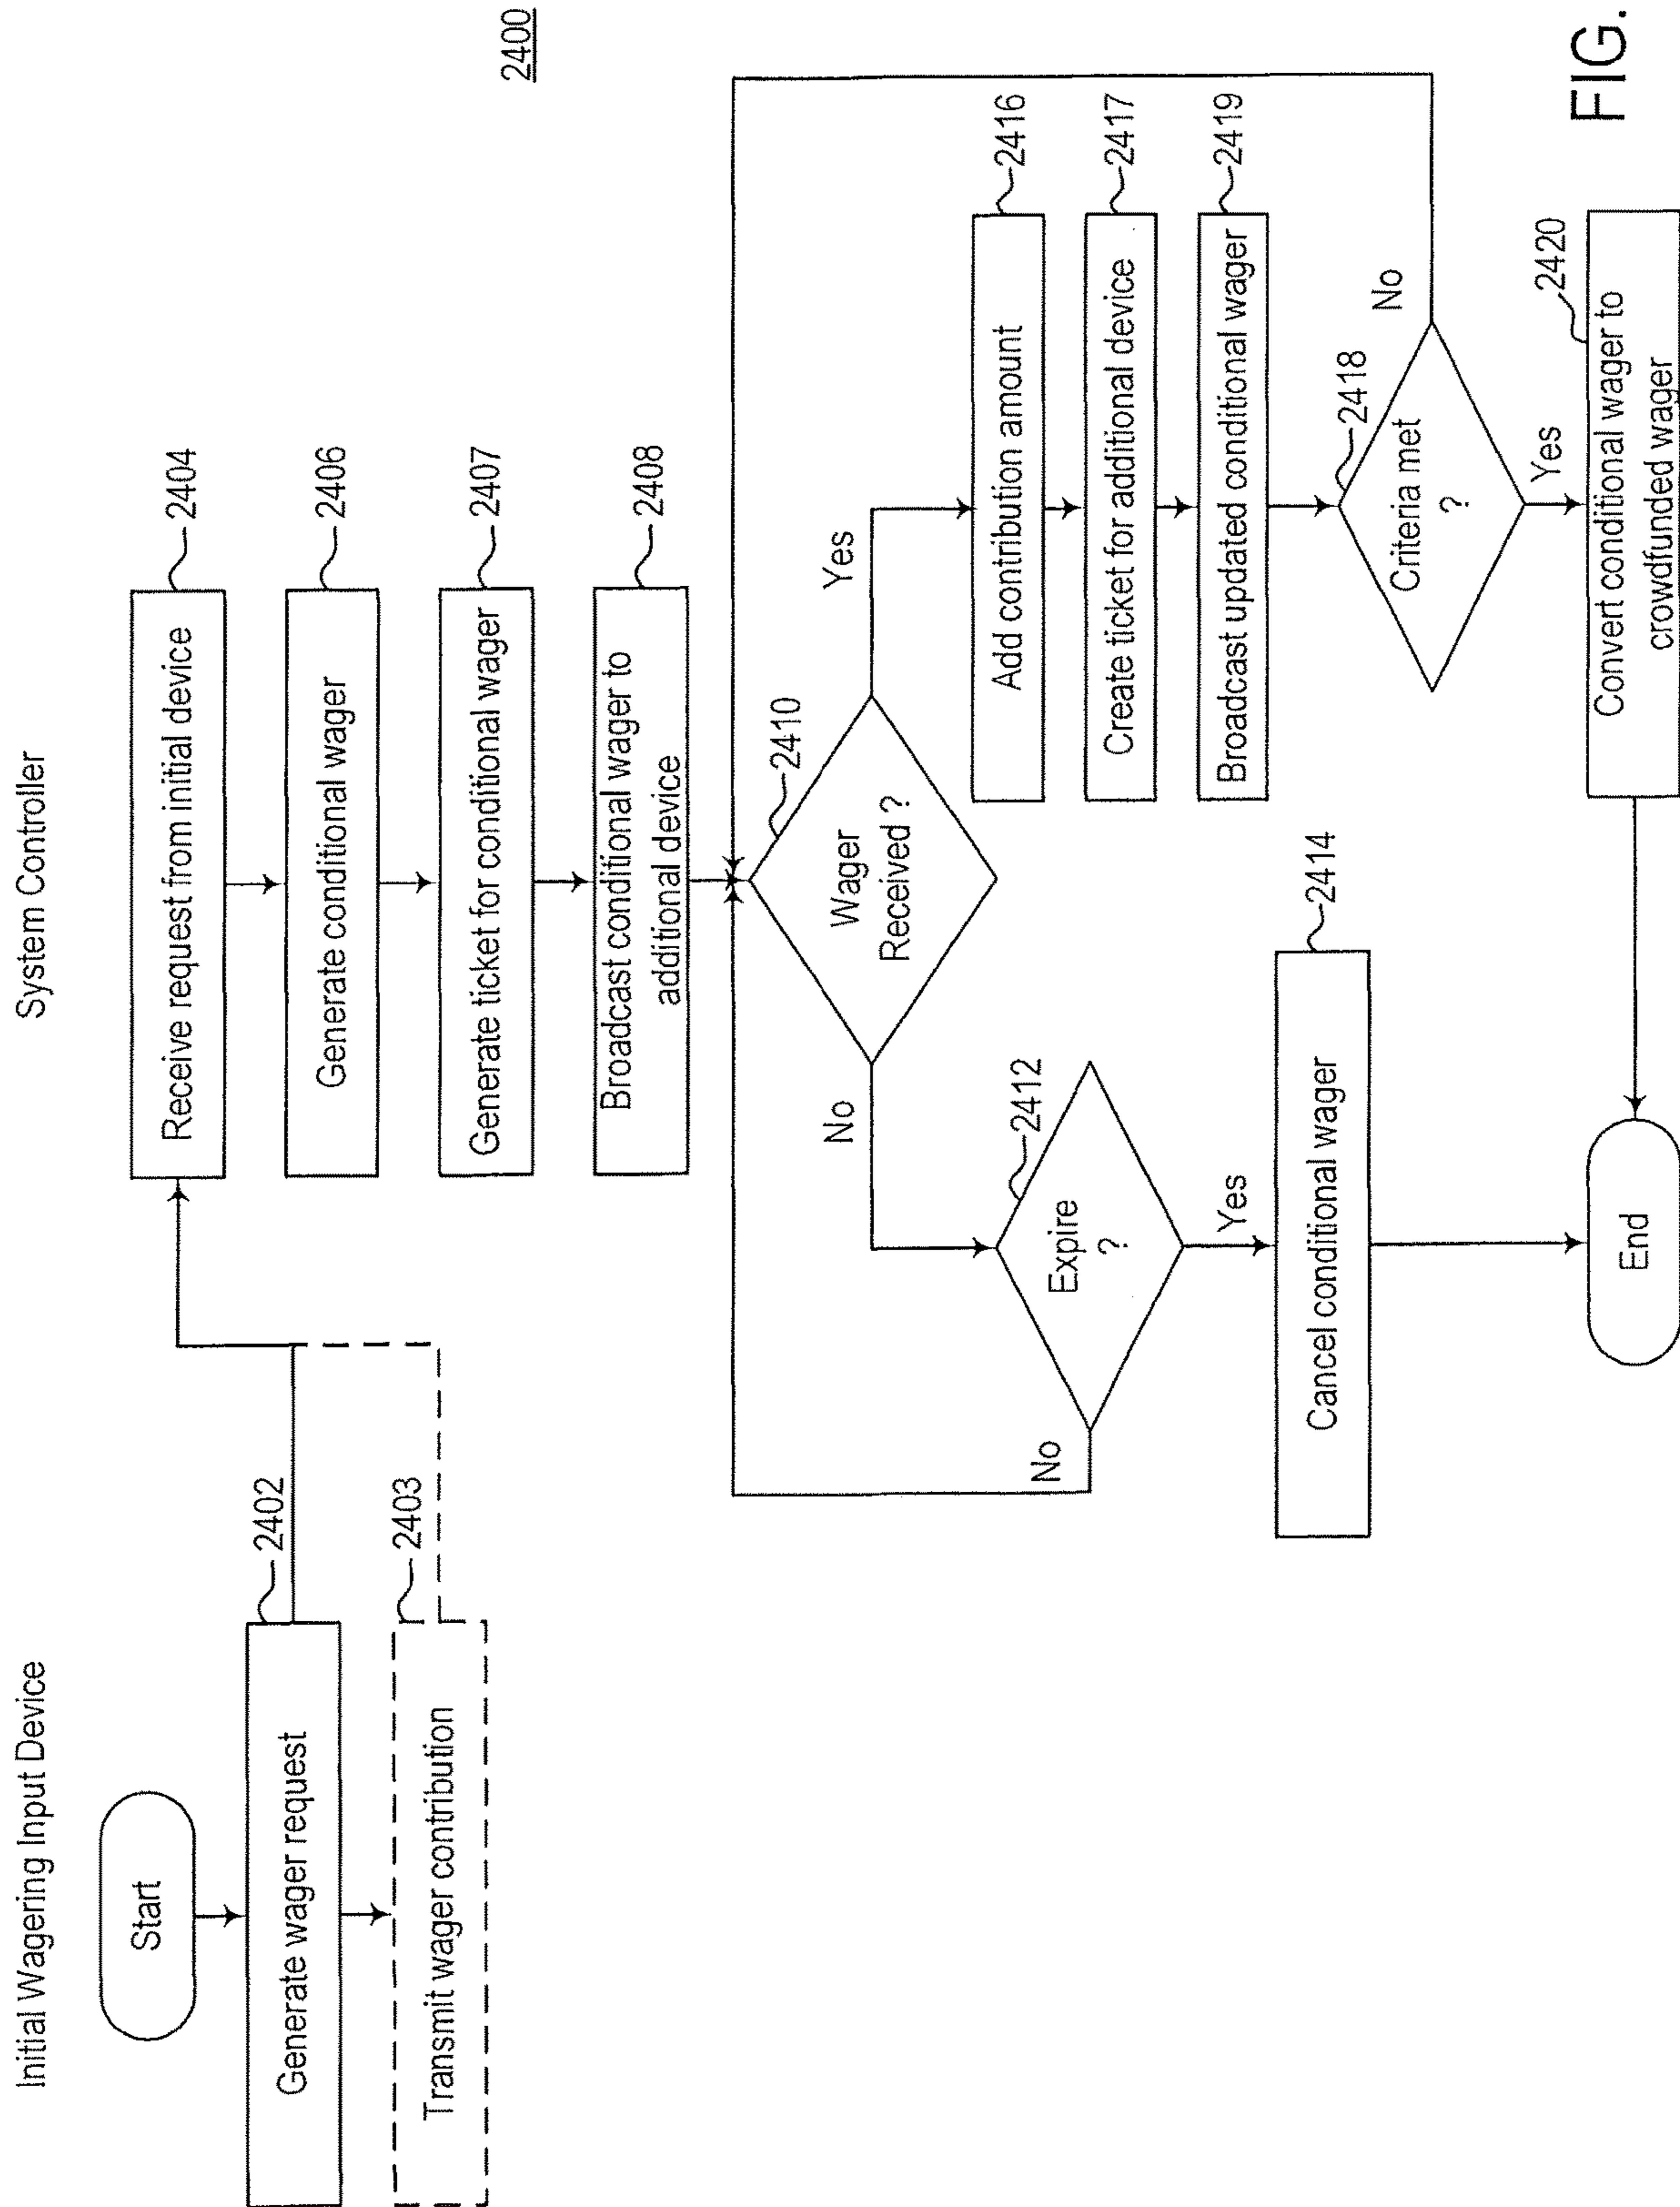 Initial Wagering Input Device
System Controller
2400
Start
Generate wager request
2402
Transmit wager contribution
2403
Receive request from initial device
2404
Generate conditional wager
2406
Generate ticket for conditional wager
2407
Broadcast conditional wager to
additional device
2408
Wager
Received ?
2410
No
Yes
Expire
?
2412
No
Yes
Cancel conditional wager
2414
Add contribution amount
2416
Create ticket for additional device
2417
Broadcast updated conditional wager
2419
Criteria met
?
2418
No
Yes
Convert conditional wager to
crowdfunded wager
2420
End
FIG.